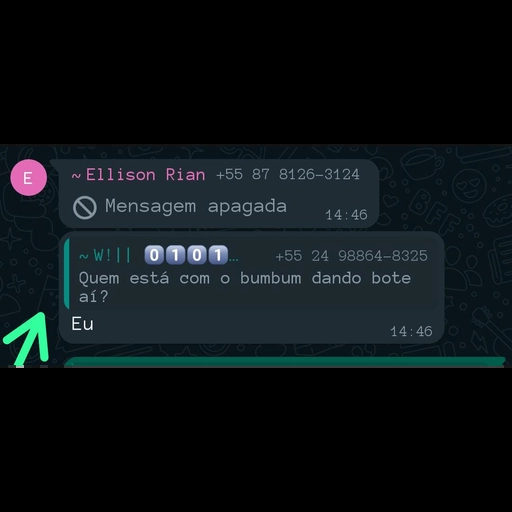 E
~ Ellison Rian +55 87 8126-3124
Mensagem apagada
14:46
~ W!|| 0101… +55 24 98864-8325
Quem está com o bumbum dando bote
aí?
Eu
14:46